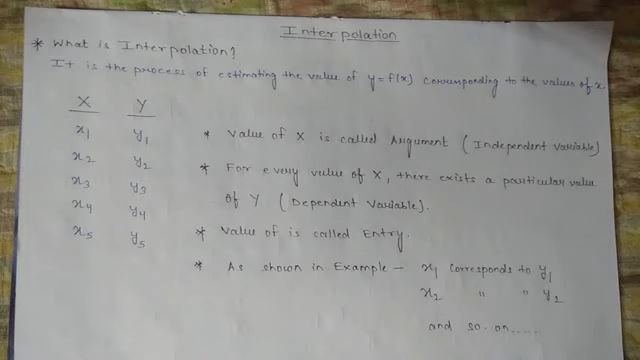 Interpolation
* What is Interpolation?
It is the process of estimating the value of y=f(x) corresponding to the values of x
X Y
x1 y1
* Value of X is called Argument (Independent Variable)
x2 y2
* For every value of X, there exists a particular value
x3 y3
of Y (Dependent Variable).
x4 y4
x5 y5
* Value of is called Entry.
* As shown in Example - x1 corresponds to y1
x2 " " y2
and so on.....